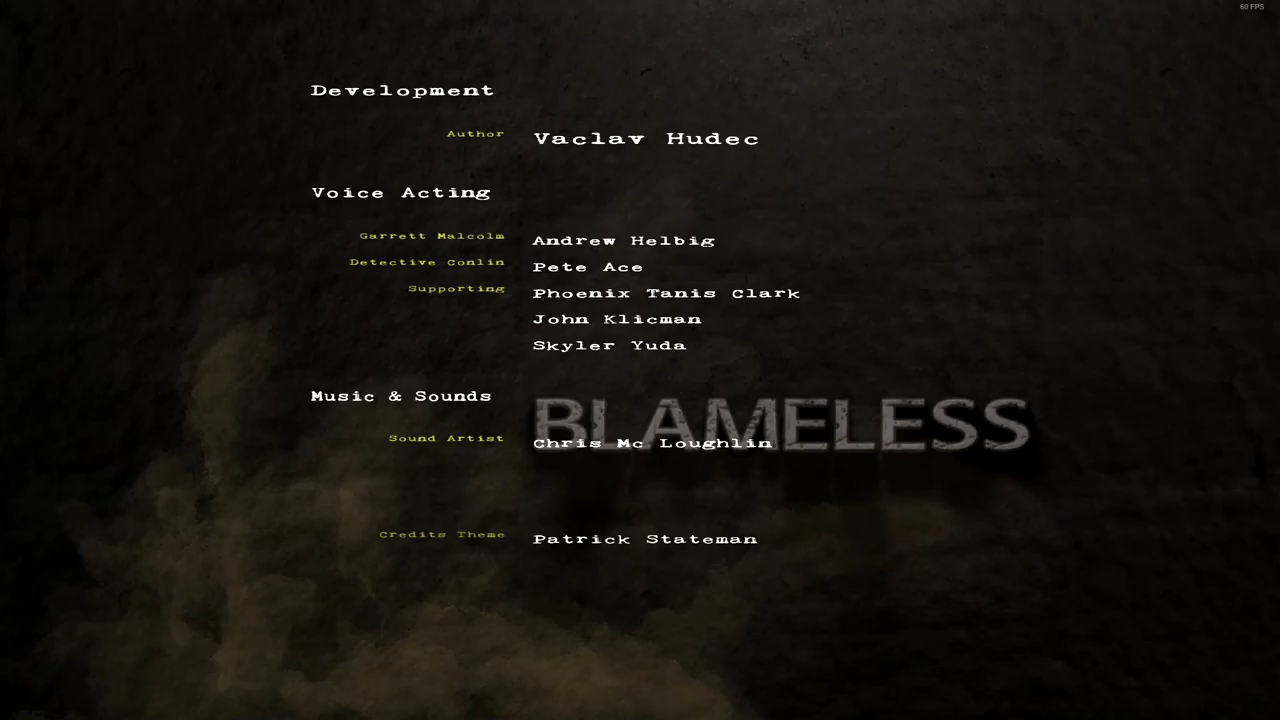 60 FPS
Development
Author Vaclav Hudec
Voice Acting
Garrett Malcolm Andrew Helbig
Detective Conlin Pete Ace
Supporting Phoenix Tanis Clark
John Klicman
Skyler Yuda
Music & Sounds
BLAMELESS
Sound Artist Chris Mc Loughlin
Credits Theme Patrick Stateman